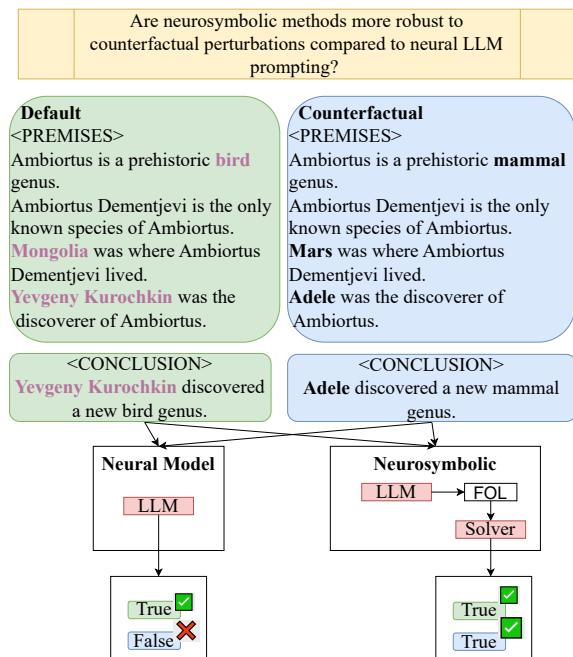 Are neurosymbolic methods more robust to
counterfactual perturbations compared to neural LLM
prompting?
Default
<PREMISES>
Ambiortus is a prehistoric bird
genus.
Ambiortus Dementjevi is the only
known species of Ambiortus.
Mongolia was where Ambiortus
Dementjevi lived.
Yevgeny Kurochkin was the
discoverer of Ambiortus.
Counterfactual
<PREMISES>
Ambiortus is a prehistoric mammal
genus.
Ambiortus Dementjevi is the only
known species of Ambiortus.
Mars was where Ambiortus
Dementjevi lived.
Adele was the discoverer of
Ambiortus.
<CONCLUSION>
Yevgeny Kurochkin discovered
a new bird genus.
<CONCLUSION>
Adele discovered a new mammal
genus.
Neural Model
LLM
Neurosymbolic
LLM
FOL
Solver
True
False
True
True